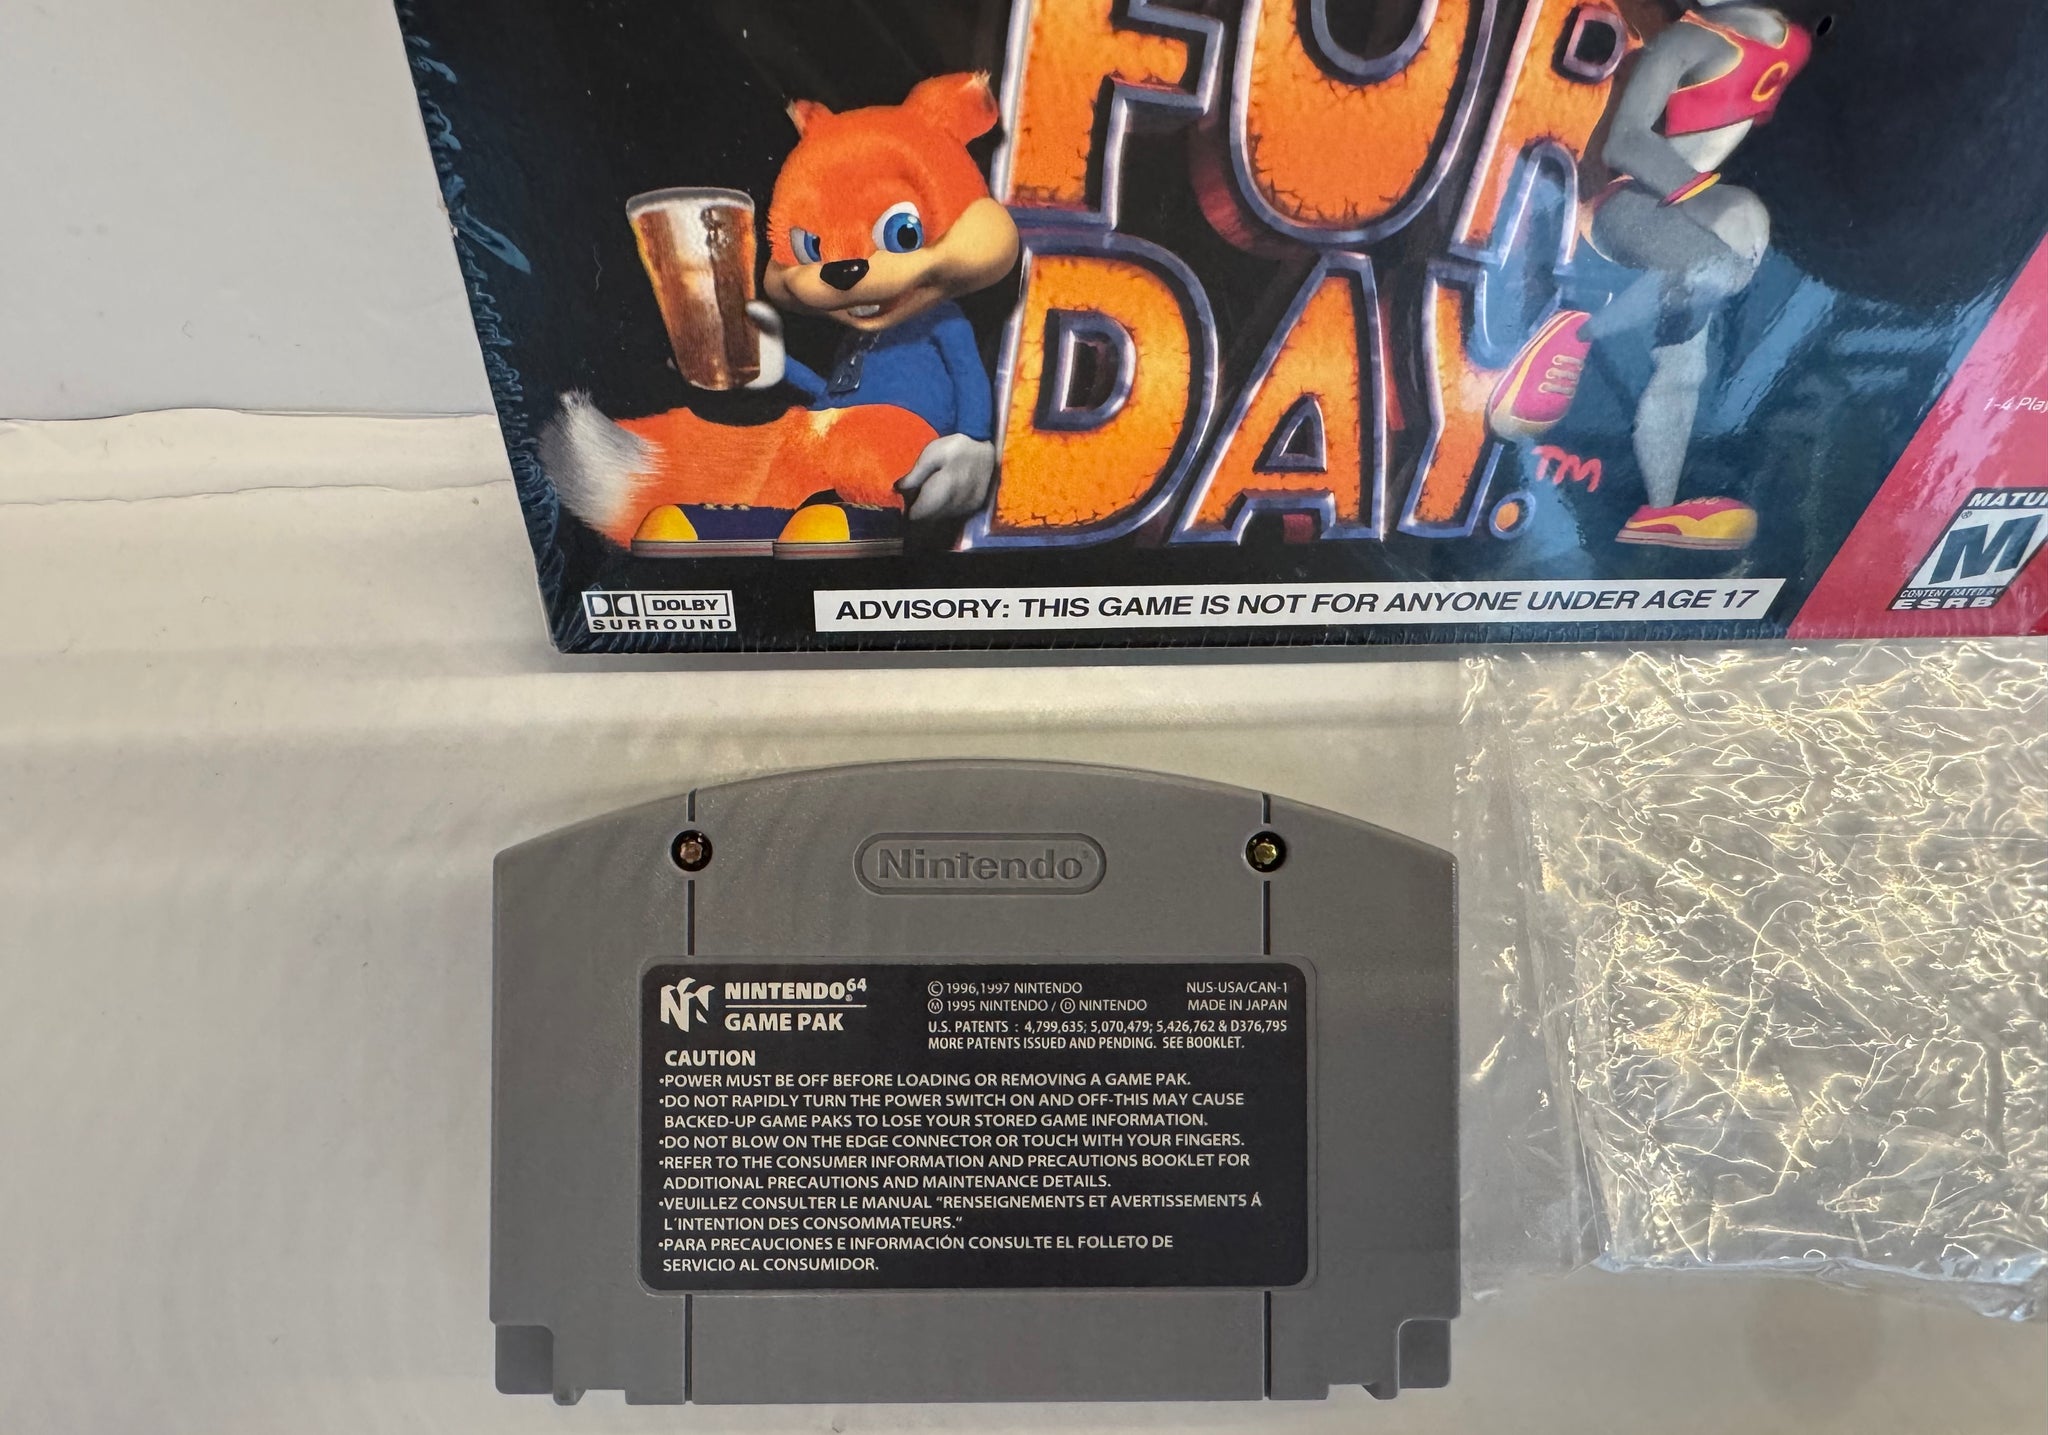 FOR
DAY.™
C
1-4 Play
MATU
M
CONTENT RATED BY
ESRB
DOLBY
SURROUND
ADVISORY: THIS GAME IS NOT FOR ANYONE UNDER AGE 17
Nintendo®
NINTENDO64®
GAME PAK
© 1996,1997 NINTENDO
NUS-USA/CAN-1
Ⓜ 1995 NINTENDO / Ⓓ NINTENDO
MADE IN JAPAN
U.S. PATENTS : 4,799,635; 5,070,479; 5,426,762 & D376,795
MORE PATENTS ISSUED AND PENDING. SEE BOOKLET.
CAUTION
•POWER MUST BE OFF BEFORE LOADING OR REMOVING A GAME PAK.
•DO NOT RAPIDLY TURN THE POWER SWITCH ON AND OFF-THIS MAY CAUSE
BACKED-UP GAME PAKS TO LOSE YOUR STORED GAME INFORMATION.
•DO NOT BLOW ON THE EDGE CONNECTOR OR TOUCH WITH YOUR FINGERS.
•REFER TO THE CONSUMER INFORMATION AND PRECAUTIONS BOOKLET FOR
ADDITIONAL PRECAUTIONS AND MAINTENANCE DETAILS.
•VEUILLEZ CONSULTER LE MANUAL "RENSEIGNEMENTS ET AVERTISSEMENTS Á
L'INTENTION DES CONSOMMATEURS."
•PARA PRECAUCIONES E INFORMACIÓN CONSULTE EL FOLLETO DE
SERVICIO AL CONSUMIDOR.